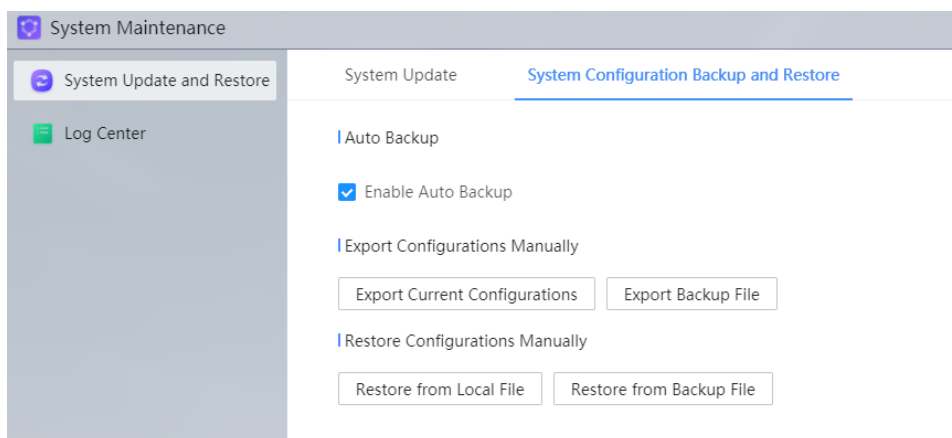 System Maintenance
System Update and Restore
Log Center
System Update
System Configuration Backup and Restore
Auto Backup
Enable Auto Backup
Export Configurations Manually
Export Current Configurations
Export Backup File
Restore Configurations Manually
Restore from Local File
Restore from Backup File